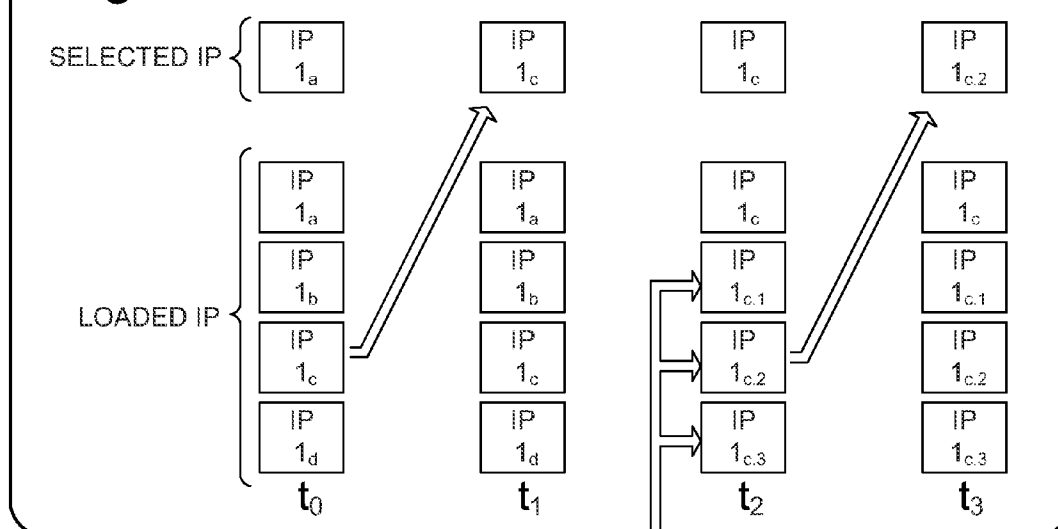 SELECTED IP
IP 1a
IP 1c
IP 1c
IP 1c.2
LOADED IP
IP 1a
IP 1a
IP 1c
IP 1c
IP 1b
IP 1b
IP 1c.1
IP 1c.1
IP 1c
IP 1c
IP 1c.2
IP 1c.2
IP 1d
IP 1d
IP 1c.3
IP 1c.3
t0
t1
t2
t3